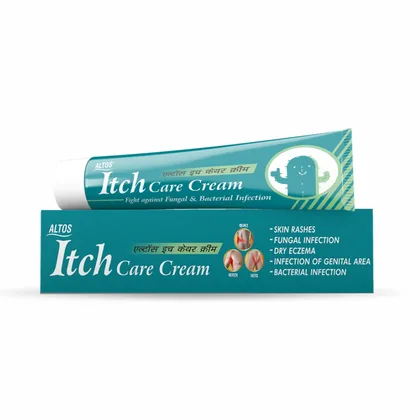 ALTOS
एल्टॉस इच केयर क्रीम
Itch Care Cream
Fight against Fungal & Bacterial Infection
ALTOS
एल्टॉस इच केयर क्रीम
Itch Care Cream
- SKIN RASHES
- FUNGAL INFECTION
- DRY ECZEMA
- INFECTION OF GENITAL AREA
- BACTERIAL INFECTION